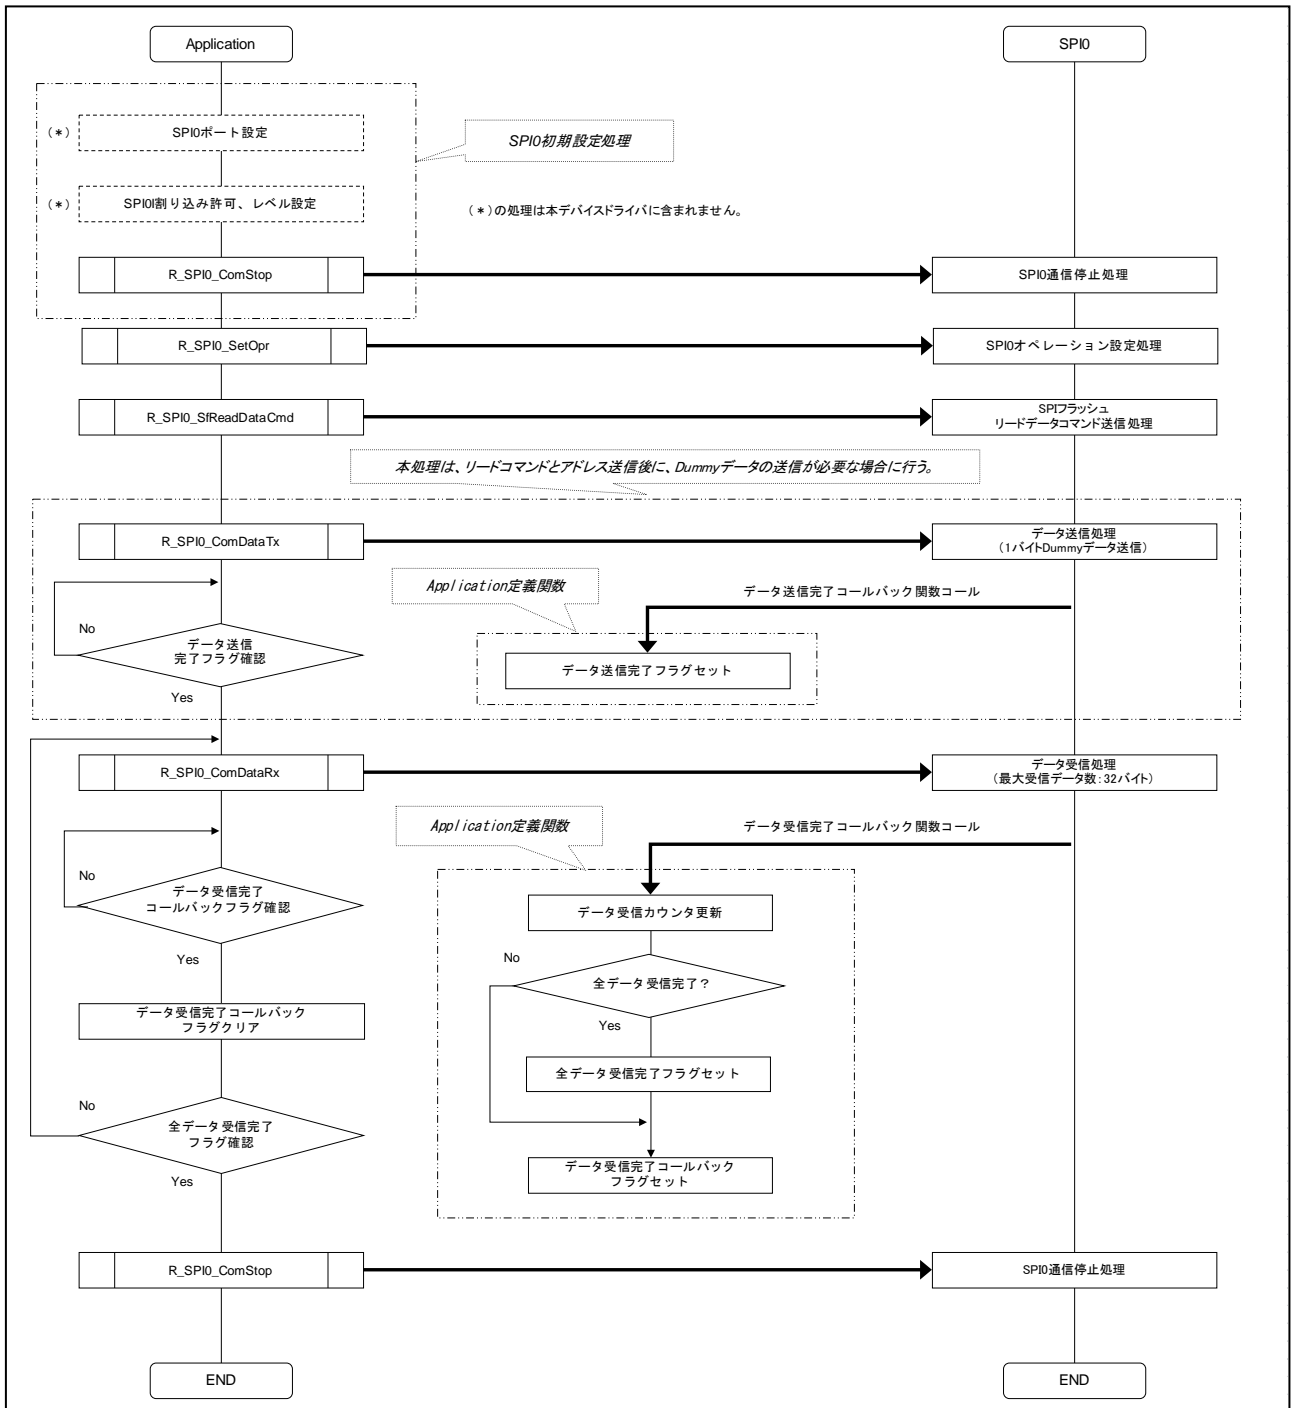 Application
SPI0
(*)
SPI0ポート設定
SPI0初期設定処理
(*)
SPI0I割り込み許可、レベル設定
(*)の処理は本デバイスドライバに含まれません。
R_SPI0_ComStop
SPI0通信停止処理
R_SPI0_SetOpr
SPI0オペレーション設定処理
R_SPI0_SfReadDataCmd
SPIフラッシュ
リードデータコマンド送信処理
本処理は、リードコマンドとアドレス送信後に、Dummyデータの送信が必要な場合に行う。
R_SPI0_ComDataTx
データ送信処理
(1バイトDummyデータ送信)
Application定義関数
データ送信完了コールバック関数コール
No
データ送信
完了フラグ確認
データ送信完了フラグセット
Yes
R_SPI0_ComDataRx
データ受信処理
(最大受信データ数:32バイト)
Application定義関数
データ受信完了コールバック関数コール
No
データ受信完了
コールバックフラグ確認
データ受信カウンタ更新
Yes
No
全データ受信完了?
データ受信完了コールバック
フラグクリア
Yes
全データ受信完了フラグセット
No
全データ受信完了
フラグ確認
データ受信完了コールバック
フラグセット
Yes
R_SPI0_ComStop
SPI0通信停止処理
END
END